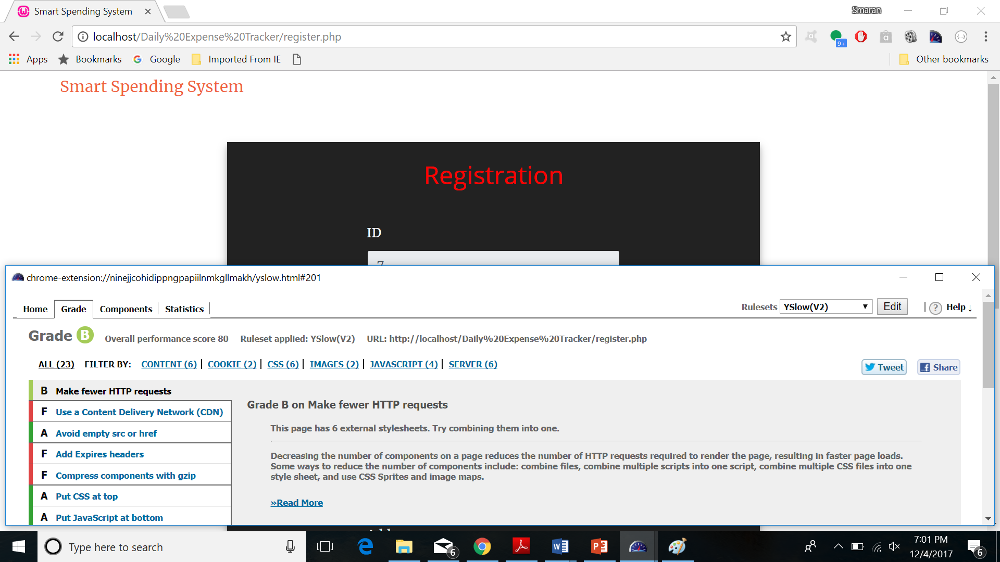 Smart Spending System
Smaran
localhost/Daily%20Expense%20Tracker/register.php
9+
Apps Bookmarks Google Imported From IE Other bookmarks
Smart Spending System
Registration
ID
7
chrome-extension://ninejjcohidippngpapiilnmkgllmakh/yslow.html#201
Home Grade Components Statistics Rulesets YSlow(V2) Edit ? Help ↓
Grade B Overall performance score 80 Ruleset applied: YSlow(V2) URL: http://localhost/Daily%20Expense%20Tracker/register.php
ALL (23) FILTER BY: CONTENT (6) | COOKIE (2) | CSS (6) | IMAGES (2) | JAVASCRIPT (4) | SERVER (6)
Tweet Share
B Make fewer HTTP requests
F Use a Content Delivery Network (CDN)
A Avoid empty src or href
F Add Expires headers
F Compress components with gzip
A Put CSS at top
A Put JavaScript at bottom
Grade B on Make fewer HTTP requests
This page has 6 external stylesheets. Try combining them into one.
Decreasing the number of components on a page reduces the number of HTTP requests required to render the page, resulting in faster page loads.
Some ways to reduce the number of components include: combine files, combine multiple scripts into one script, combine multiple CSS files into one
style sheet, and use CSS Sprites and image maps.
»Read More
Type here to search
6
7:01 PM
12/4/2017
6